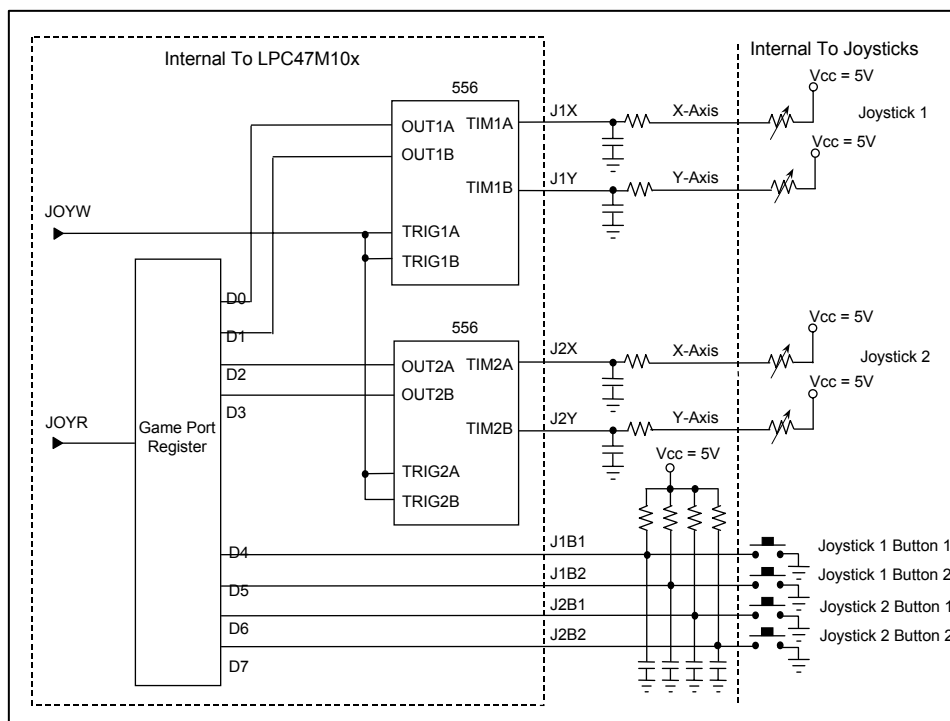 Internal To LPC47M10x
Internal To Joysticks
Vcc = 5V
556
J1X
X-Axis
Joystick 1
OUT1A
TIM1A
Vcc = 5V
OUT1B
J1Y
Y-Axis
TIM1B
JOYW
TRIG1A
TRIG1B
D0
Vcc = 5V
556
D1
J2X
X-Axis
Joystick 2
OUT2A
TIM2A
D2
Vcc = 5V
OUT2B
D3
J2Y
Y-Axis
TIM2B
JOYR
Game Port
Register
Vcc = 5V
TRIG2A
TRIG2B
D4
J1B1
Joystick 1 Button 1
D5
J1B2
Joystick 1 Button 2
D6
J2B1
Joystick 2 Button 1
D7
J2B2
Joystick 2 Button 2